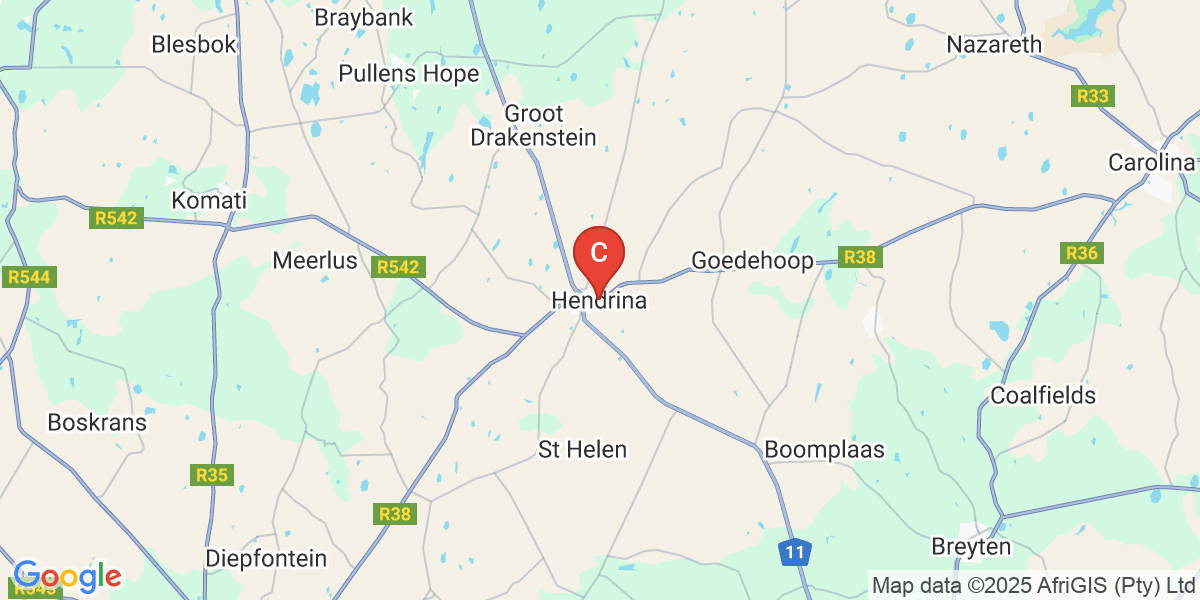 Braybank
Blesbok
Nazareth
Pullens Hope
R33
Groot
Drakenstein
Carolina
Komati
R542
C
R36
R38
Goedehoop
Meerlus
R542
R544
Hendrina
Coalfields
Boskrans
St Helen
Boomplaas
R35
R38
11
Breyten
Diepfontein
Google
R543
Map data ©2025 AfriGIS (Pty) Ltd